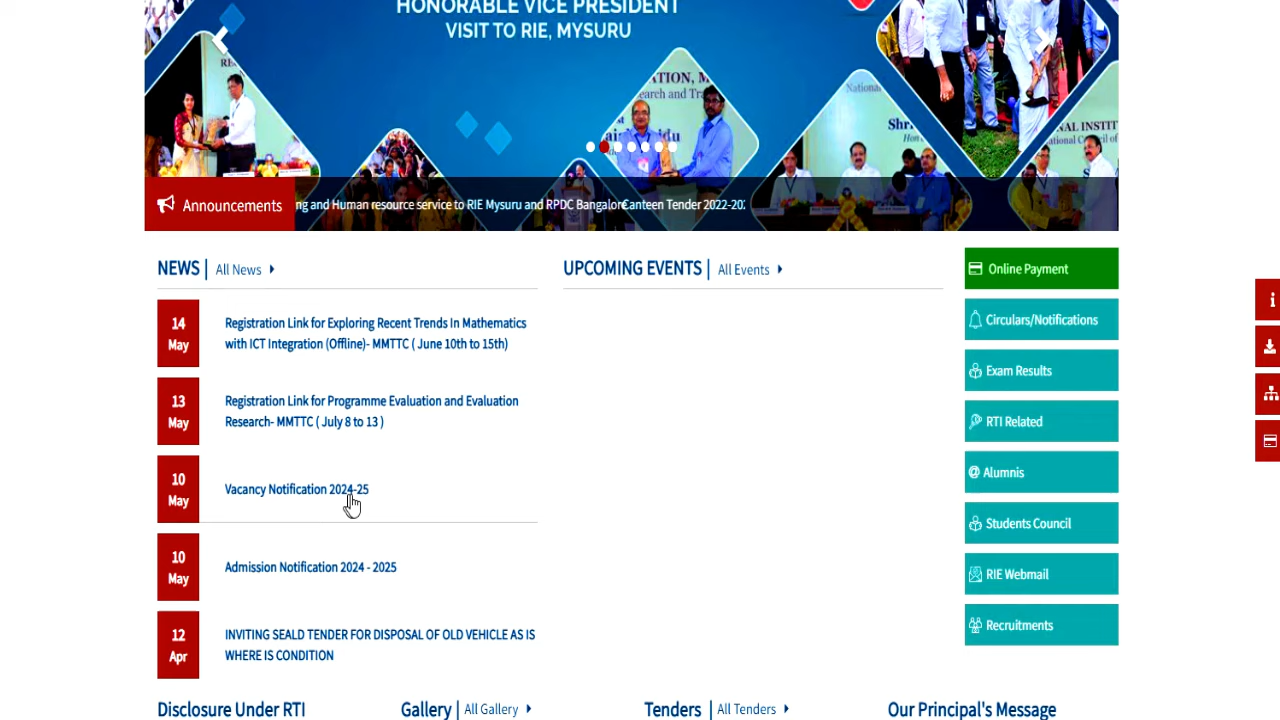 HONORABLE VICE PRESIDENT
VISIT TO RIE, MYSURU
Announcements
ng and Human resource service to RIE Mysuru and RPDC Bangalore
Canteen Tender 2022-202
NEWS | All News
UPCOMING EVENTS | All Events
Online Payment
14
May
Registration Link for Exploring Recent Trends In Mathematics
with ICT Integration (Offline)- MMTTC ( June 10th to 15th)
Circulars/Notifications
Exam Results
13
May
Registration Link for Programme Evaluation and Evaluation
Research- MMTTC ( July 8 to 13 )
RTI Related
Alumnis
10
May
Vacancy Notification 2024-25
Students Council
10
May
Admission Notification 2024 - 2025
RIE Webmail
12
Apr
INVITING SEALD TENDER FOR DISPOSAL OF OLD VEHICLE AS IS
WHERE IS CONDITION
Recruitments
Disclosure Under RTI
Gallery | All Gallery
Tenders | All Tenders
Our Principal's Message